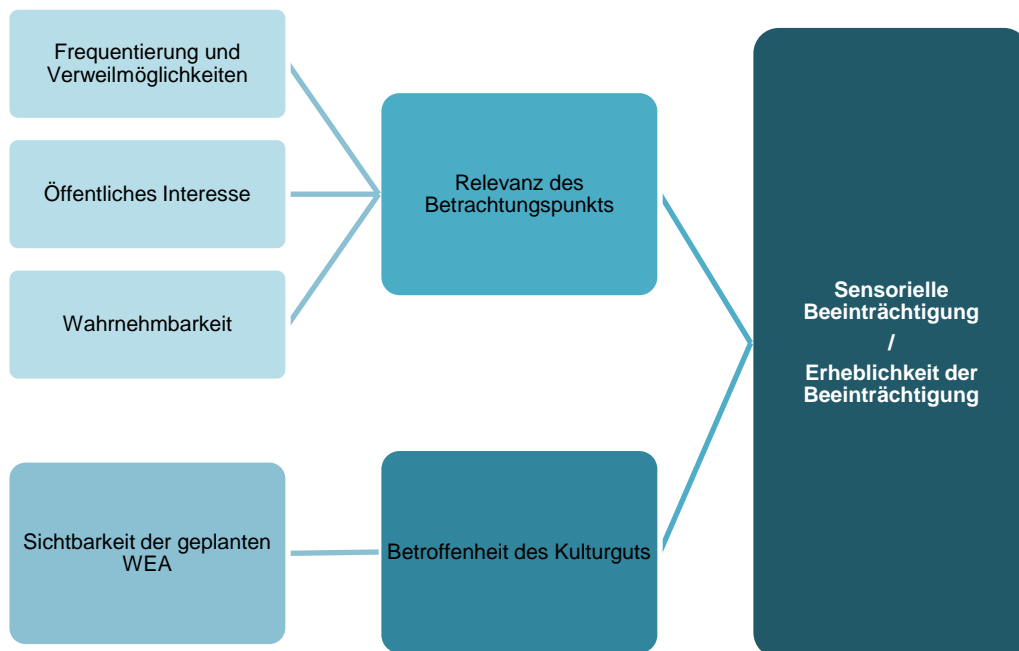 Frequentierung und
Verweilmöglichkeiten
Öffentliches Interesse
Wahrnehmbarkeit
Relevanz des
Betrachtungspunkts
Sichtbarkeit der geplanten
WEA
Betroffenheit des Kulturguts
Sensorielle
Beeinträchtigung
/
Erheblichkeit der
Beeinträchtigung